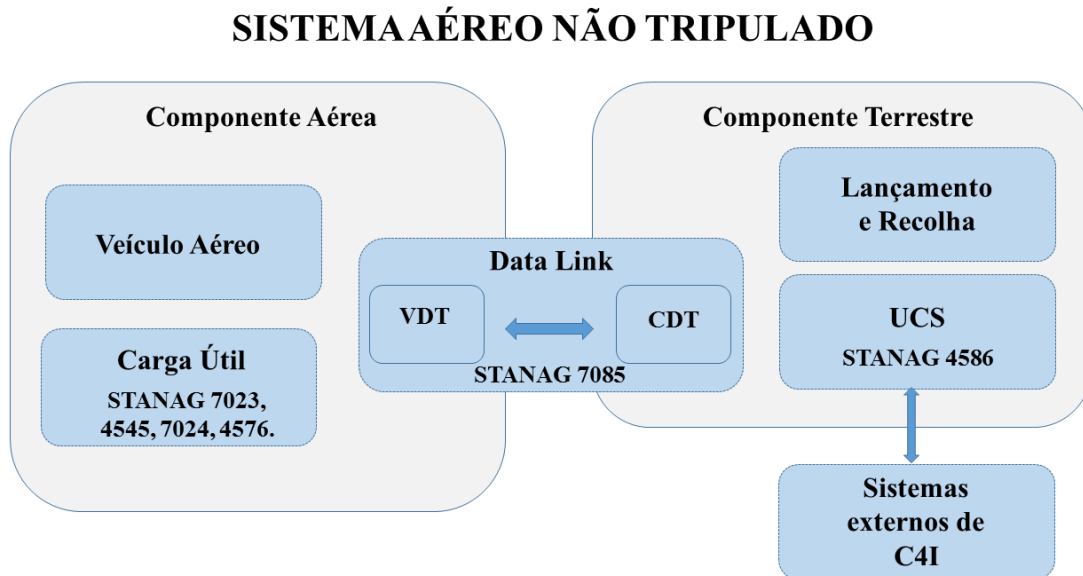 SISTEMA AÉREO NÃO TRIPULADO
Componente Aérea
Veículo Aéreo
Carga Útil
STANAG 7023,
4545, 7024, 4576.
Data Link
VDT
CDT
STANAG 7085
Componente Terrestre
Lançamento
e Recolha
UCS
STANAG 4586
Sistemas
externos de
C4I